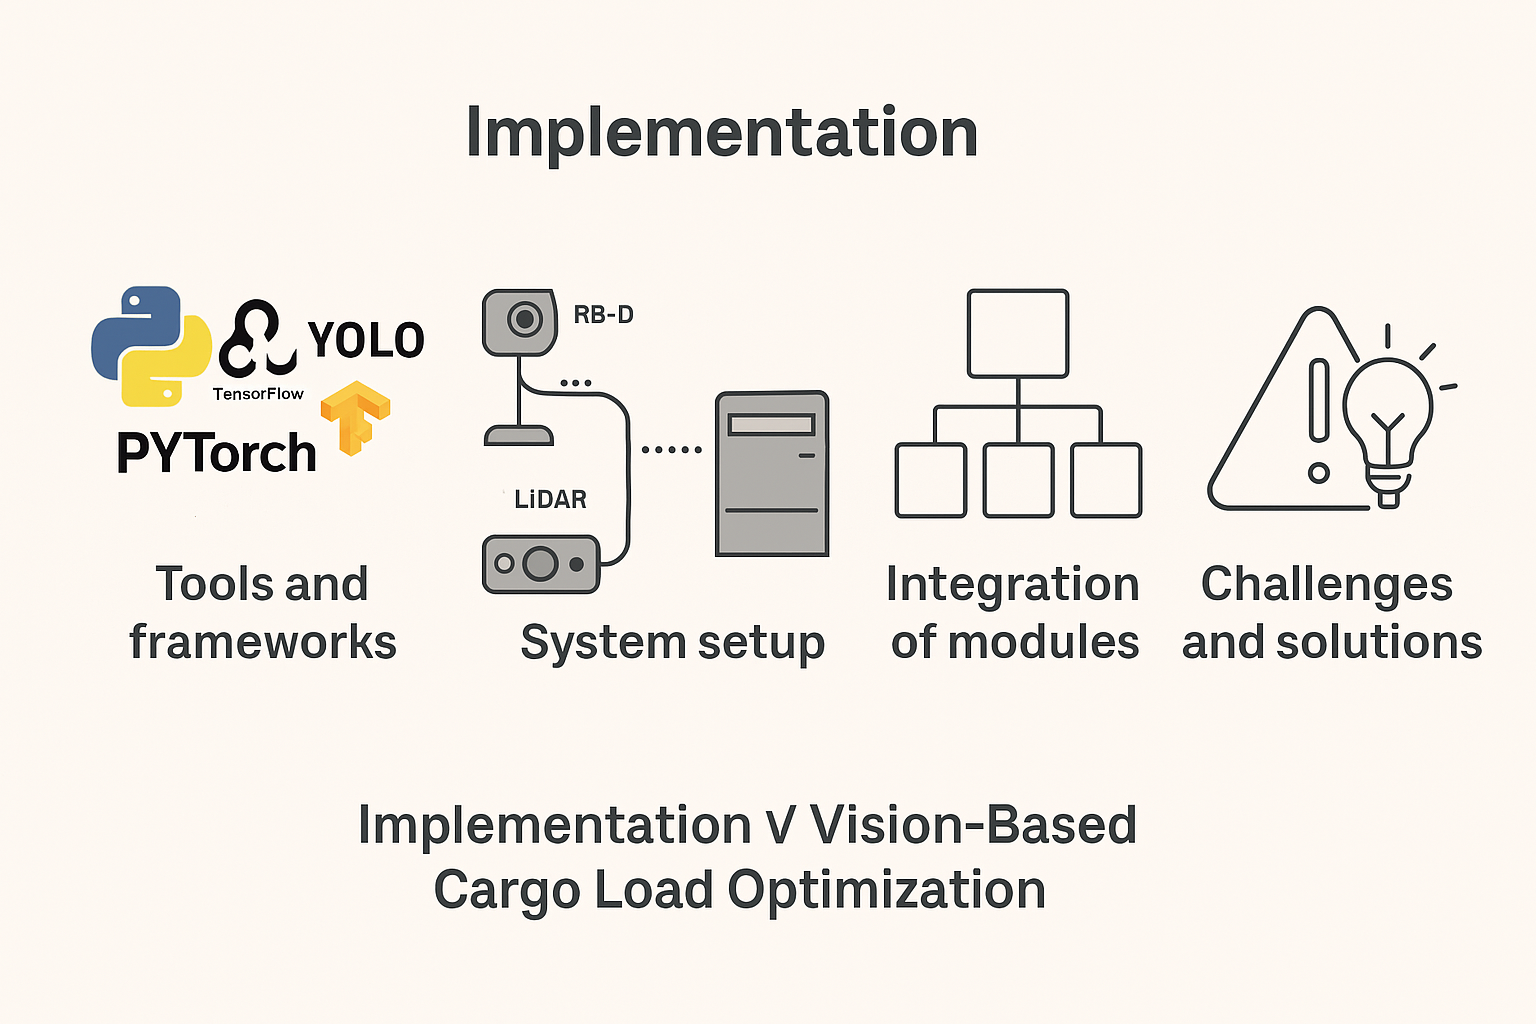 Implementation
YOLO
TensorFlow
PYTorch
Tools and
frameworks
RB-D
LiDAR
System setup
Integration
of modules
Challenges
and solutions
Implementation V Vision-Based
Cargo Load Optimization